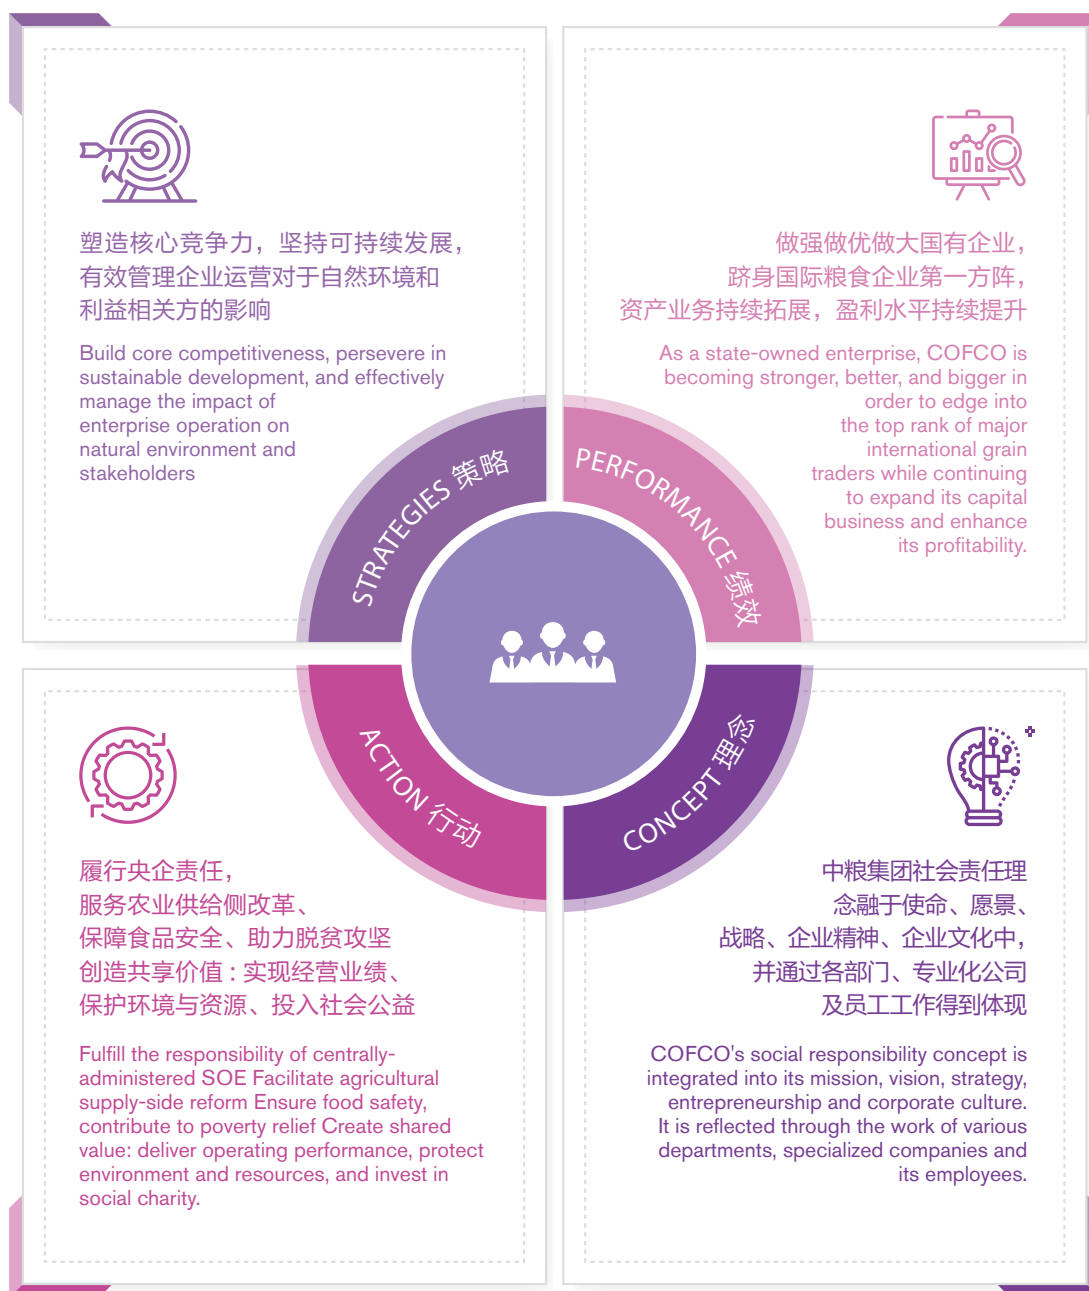 塑造核心竞争力，坚持可持续发展，
有效管理企业运营对于自然环境和
利益相关方的影响
Build core competitiveness, persevere in
sustainable development, and effectively
manage the impact of
enterprise operation on
natural environment and
stakeholders
STRATEGIES 策略
做强做优做大国有企业，
跻身国际粮食企业第一方阵，
资产业务持续拓展，盈利水平持续提升
As a state-owned enterprise, COFCO is
becoming stronger, better, and bigger in
order to edge into
the top rank of major
international grain
traders while continuing
to expand its capital
business and enhance
its profitability.
PERFORMANCE 绩效
ACTION 行动
履行央企责任，
服务农业供给侧改革、
保障食品安全、助力脱贫攻坚
创造共享价值：实现经营业绩、
保护环境与资源、投入社会公益
Fulfill the responsibility of centrally-
administered SOE Facilitate agricultural
supply-side reform Ensure food safety,
contribute to poverty relief Create shared
value: deliver operating performance, protect
environment and resources, and invest in
social charity.
CONCEPT 理念
中粮集团社会责任理
念融于使命、愿景、
战略、企业精神、企业文化中，
并通过各部门、专业化公司
及员工工作得到体现
COFCO's social responsibility concept is
integrated into its mission, vision, strategy,
entrepreneurship and corporate culture.
It is reflected through the work of various
departments, specialized companies and
its employees.